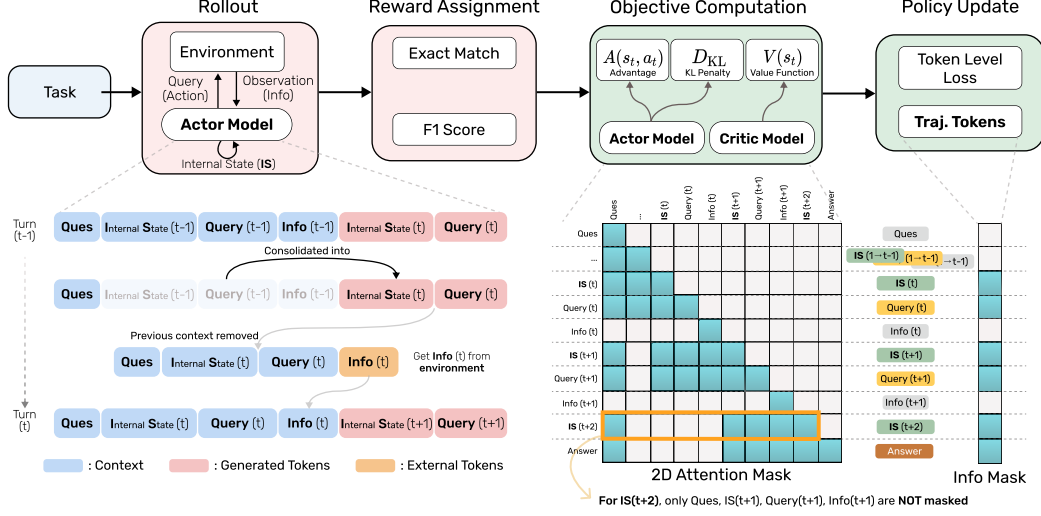 Rollout
Reward Assignment
Objective Computation
Policy Update
Task
Environment
Query
(Action)
Observation
(Info)
Actor Model
Internal State (IS)
Exact Match
F1 Score
A(s_t, a_t)
Advantage
D_KL
KL Penalty
V(s_t)
Value Function
Actor Model
Critic Model
Token Level
Loss
Traj. Tokens
Turn
(t-1)
Ques
Internal State (t-1)
Query (t-1)
Info (t-1)
Internal State (t)
Query (t)
Consolidated into
Ques
Internal State (t-1)
Query (t-1)
Info (t-1)
Internal State (t)
Query (t)
Previous context removed
Ques
Internal State (t)
Query (t)
Info (t)
Get Info (t) from
environment
Turn
(t)
Ques
Internal State (t)
Query (t)
Info (t)
Internal State (t+1)
Query (t+1)
: Context
: Generated Tokens
: External Tokens
Ques
...
IS (t)
Query (t)
Info (t)
IS (t+1)
Query (t+1)
Info (t+1)
IS (t+2)
Answer
Ques
...
IS (t)
Query (t)
Info (t)
IS (t+1)
Query (t+1)
Info (t+1)
IS (t+2)
Answer
2D Attention Mask
Ques
IS (1→t-1)
(1→t-1)
→t-1)
IS (t)
Query (t)
Info (t)
IS (t+1)
Query (t+1)
Info (t+1)
IS (t+2)
Answer
Info Mask
For IS(t+2), only Ques, IS(t+1), Query(t+1), Info(t+1) are NOT masked